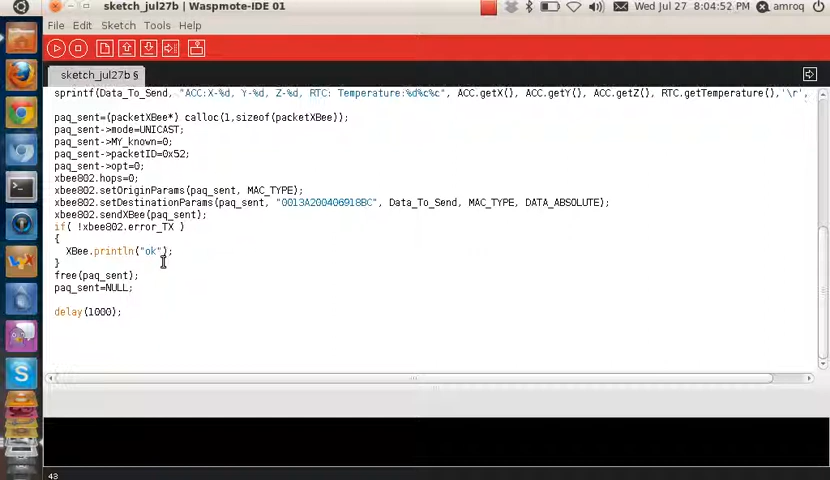 sketch_jul27b | Waspmote-IDE 01
Wed Jul 27 8:04:52 PM amroq
File Edit Sketch Tools Help
sketch_jul27b §
sprintf(Data_To_Send, "ACC:X-%d, Y-%d, Z-%d, RTC: Temperature:%d%c%c", ACC.getX(), ACC.getY(), ACC.getZ(), RTC.getTemperature(),'\r',
paq_sent=(packetXBee*) calloc(1,sizeof(packetXBee));
paq_sent->mode=UNICAST;
paq_sent->MY_known=0;
paq_sent->packetID=0x52;
paq_sent->opt=0;
xbee802.hops=0;
xbee802.setOriginParams(paq_sent, MAC_TYPE);
xbee802.setDestinationParams(paq_sent, "0013A200406918BC", Data_To_Send, MAC_TYPE, DATA_ABSOLUTE);
xbee802.sendXBee(paq_sent);
if( !xbee802.error_TX )
{
XBee.println("ok");
}
free(paq_sent);
paq_sent=NULL;
delay(1000);
43